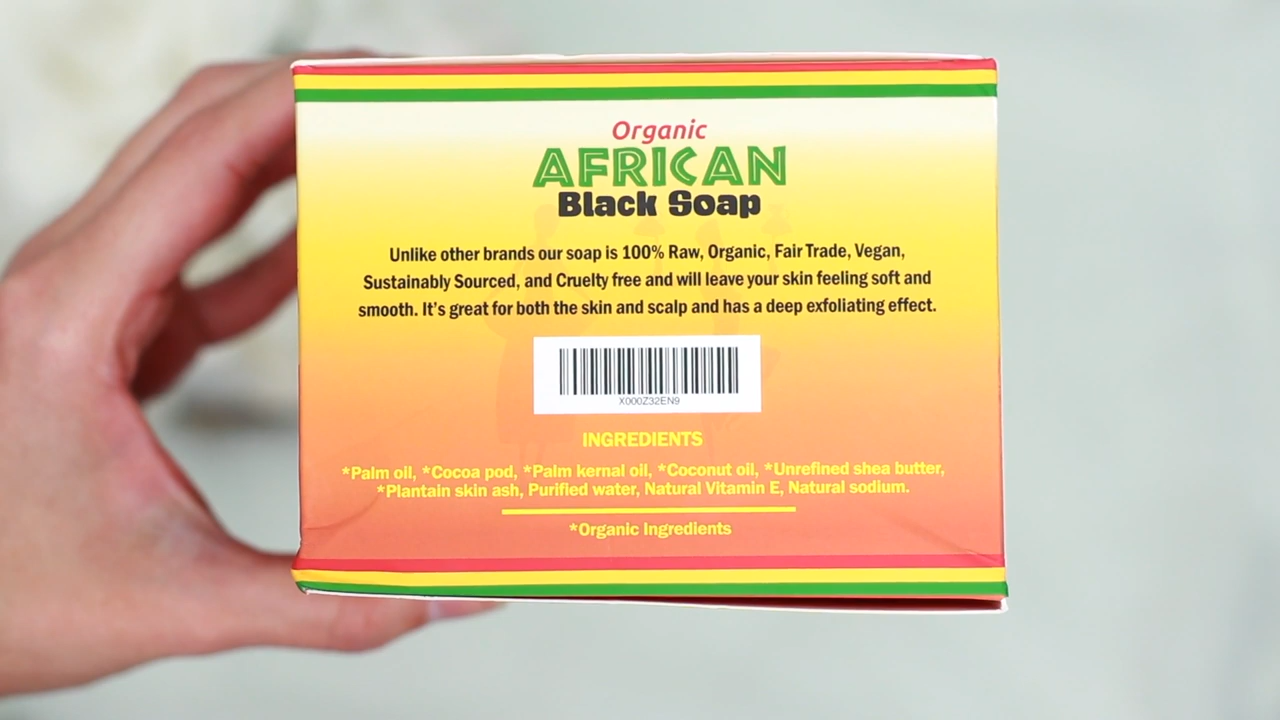 Organic
AFRICAN
Black Soap
Unlike other brands our soap is 100% Raw, Organic, Fair Trade, Vegan,
Sustainably Sourced, and Cruelty free and will leave your skin feeling soft and
smooth. It's great for both the skin and scalp and has a deep exfoliating effect.
X000Z32EN9
INGREDIENTS
*Palm oil, *Cocoa pod, *Palm kernal oil, *Coconut oil, *Unrefined shea butter,
*Plantain skin ash, Purified water, Natural Vitamin E, Natural sodium.
*Organic Ingredients